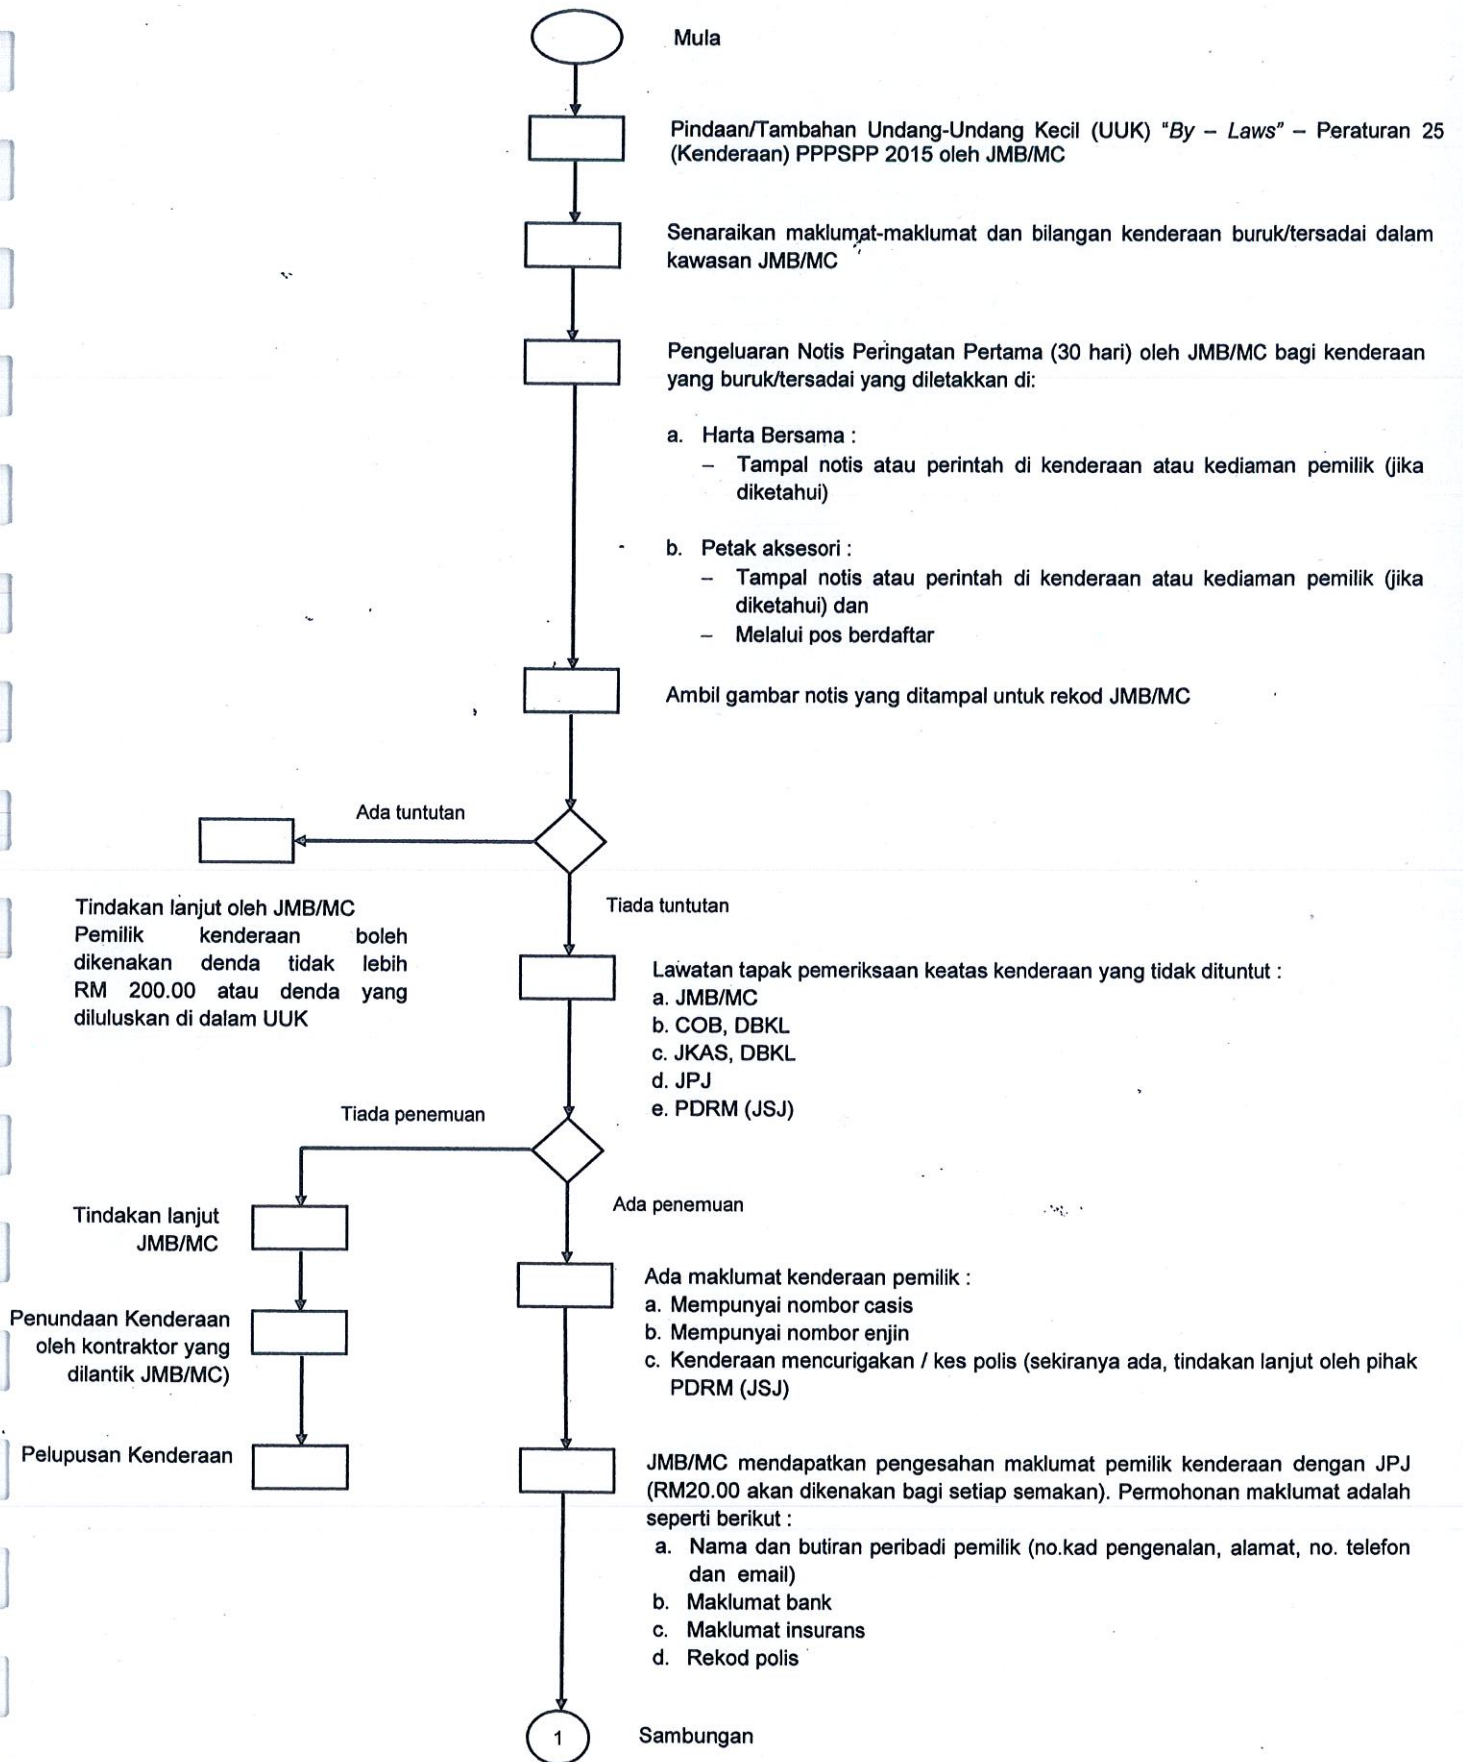 Mula
Pindaan/Tambahan Undang-Undang Kecil (UUK) “By – Laws” – Peraturan 25
(Kenderaan) PPPSPP 2015 oleh JMB/MC
Senaraikan maklumat-maklumat dan bilangan kenderaan buruk/tersadai dalam
kawasan JMB/MC
Pengeluaran Notis Peringatan Pertama (30 hari) oleh JMB/MC bagi kenderaan
yang buruk/tersadai yang diletakkan di:
a. Harta Bersama :
– Tampal notis atau perintah di kenderaan atau kediaman pemilik (jika
diketahui)
b. Petak aksesori :
– Tampal notis atau perintah di kenderaan atau kediaman pemilik (jika
diketahui) dan
– Melalui pos berdaftar
Ambil gambar notis yang ditampal untuk rekod JMB/MC
Ada tuntutan
Tindakan lanjut oleh JMB/MC
Pemilik kenderaan boleh
dikenakan denda tidak lebih
RM 200.00 atau denda yang
diluluskan di dalam UUK
Tiada tuntutan
Lawatan tapak pemeriksaan keatas kenderaan yang tidak dituntut :
a. JMB/MC
b. COB, DBKL
c. JKAS, DBKL
d. JPJ
e. PDRM (JSJ)
Tiada penemuan
Tindakan lanjut
JMB/MC
Penundaan Kenderaan
oleh kontraktor yang
dilantik JMB/MC)
Pelupusan Kenderaan
Ada penemuan
Ada maklumat kenderaan pemilik :
a. Mempunyai nombor casis
b. Mempunyai nombor enjin
c. Kenderaan mencurigakan / kes polis (sekiranya ada, tindakan lanjut oleh pihak
PDRM (JSJ)
JMB/MC mendapatkan pengesahan maklumat pemilik kenderaan dengan JPJ
(RM20.00 akan dikenakan bagi setiap semakan). Permohonan maklumat adalah
seperti berikut :
a. Nama dan butiran peribadi pemilik (no.kad pengenalan, alamat, no. telefon
dan email)
b. Maklumat bank
c. Maklumat insurans
d. Rekod polis
1
Sambungan